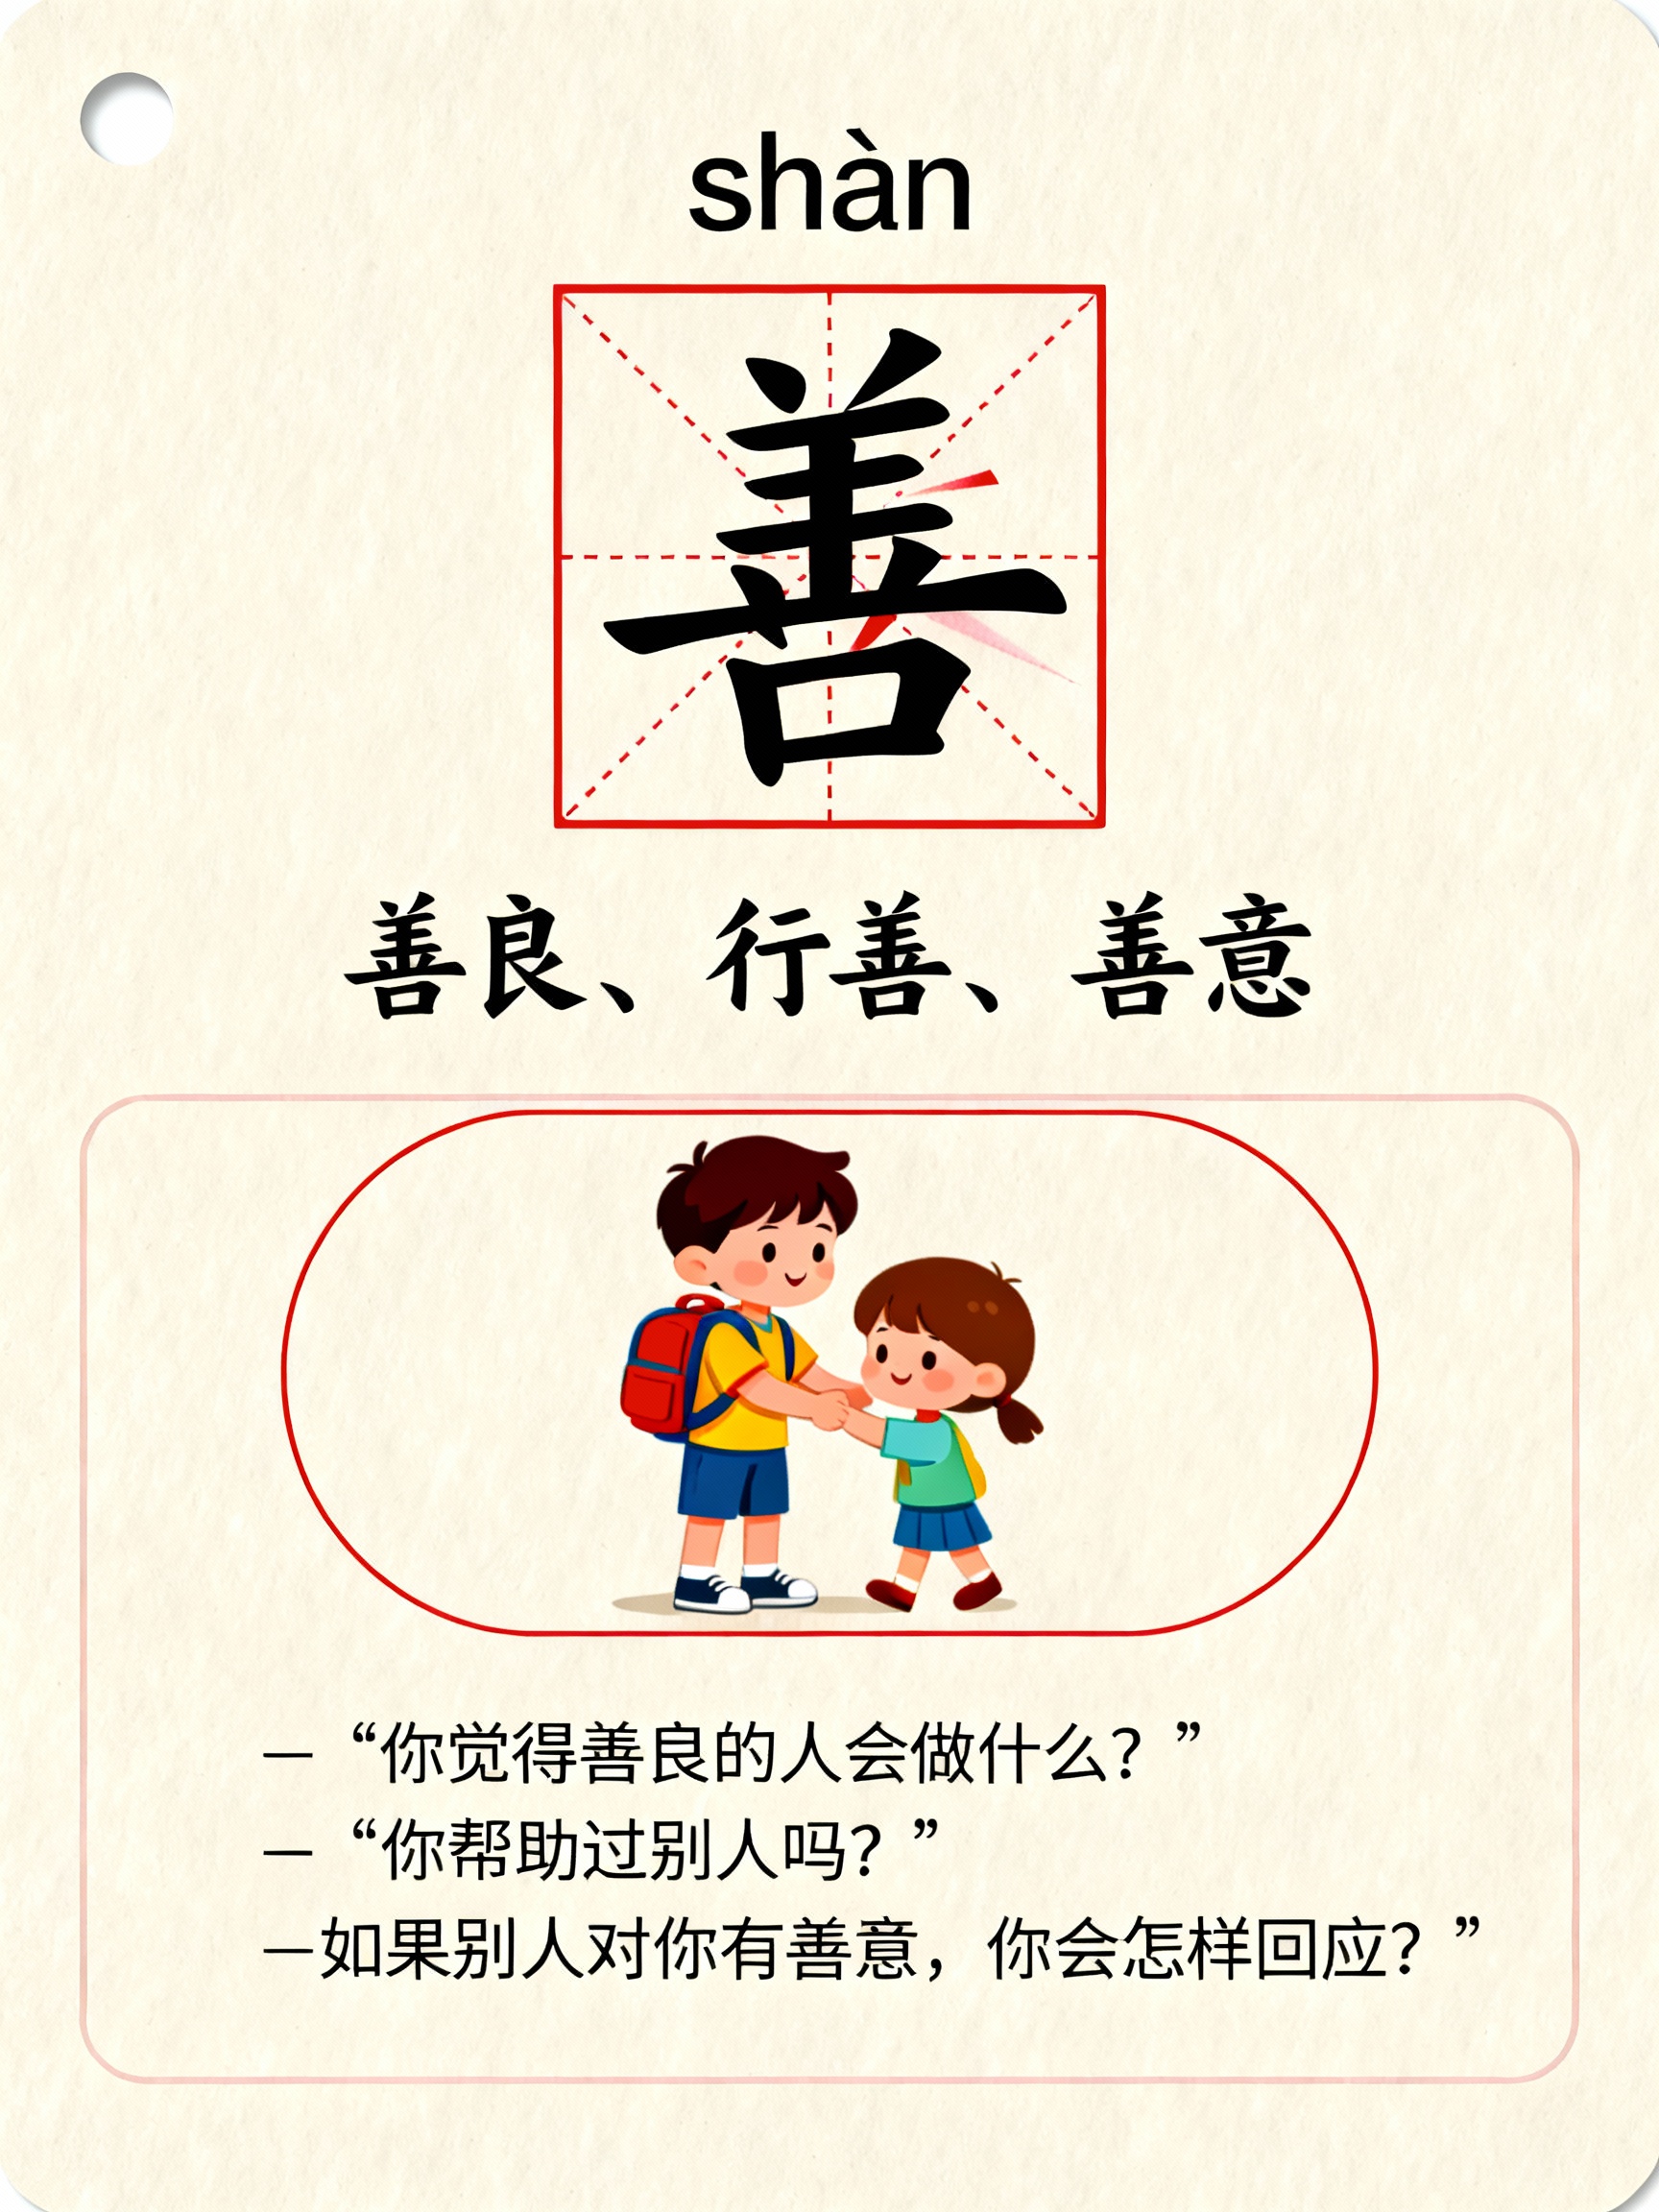 shàn
善
善良、行善、善意
—“你觉得善良的人会做什么？”
—“你帮助过别人吗？”
—如果别人对你有善意，你会怎样回应？”